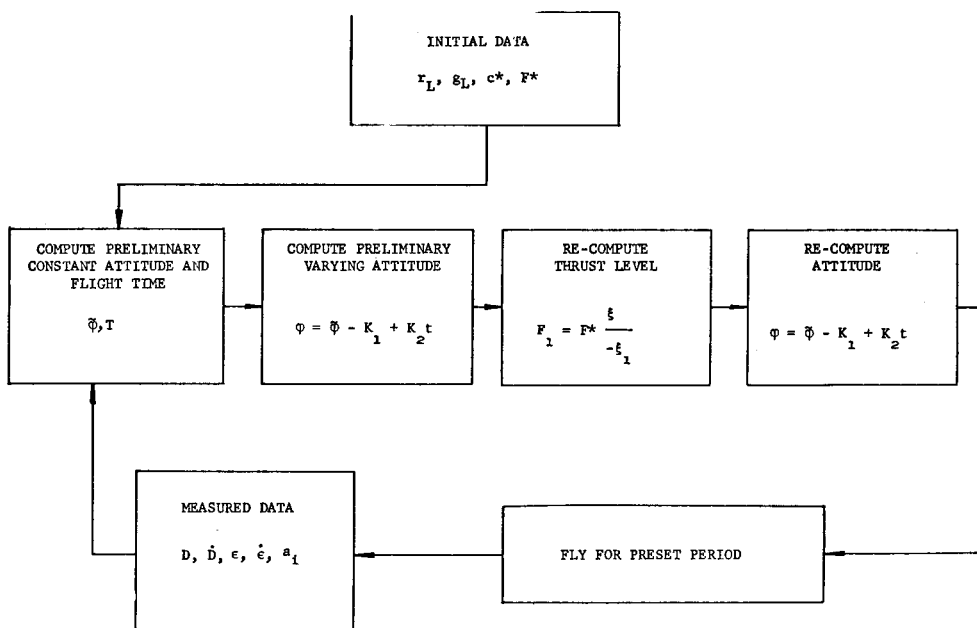 INITIAL DATA
r_L, g_L, c*, F*
COMPUTE PRELIMINARY
CONSTANT ATTITUDE AND
FLIGHT TIME
φ̃, T
COMPUTE PRELIMINARY
VARYING ATTITUDE
φ = φ̃ - K_1 + K_2 t
RE-COMPUTE
THRUST LEVEL
F_1 = F* ξ / -ξ_1
RE-COMPUTE
ATTITUDE
φ = φ̃ - K_1 + K_2 t
MEASURED DATA
D, Ḋ, ε, ε̇, a_i
FLY FOR PRESET PERIOD